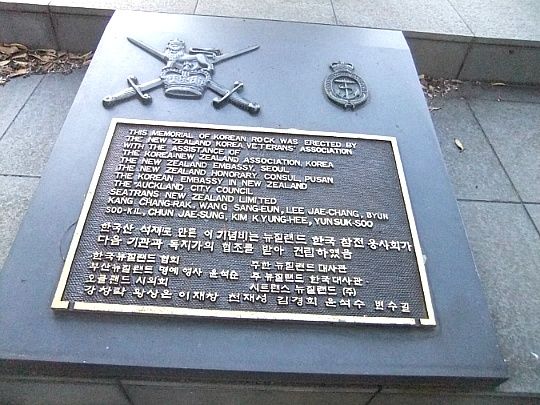 THIS MEMORIAL OF KOREAN ROCK WAS ERECTED BY
THE NEW ZEALAND KOREA VETERANS' ASSOCIATION
WITH THE ASSISTANCE OF
THE KOREA/NEW ZEALAND ASSOCIATION, KOREA
THE NEW ZEALAND EMBASSY, SEOUL
THE NEW ZEALAND HONORARY CONSUL, PUSAN
THE KOREAN EMBASSY IN NEW ZEALAND
THE AUCKLAND CITY COUNCIL
SEATRANS NEW ZEALAND LIMITED
KANG CHANG-RAK, WANG SANG-EUN, LEE JAE-CHANG, BYUN
SOO-KIL, CHUN JAE-SUNG, KIM KYUNG-HEE, YUN SUK-SOO
한국산 석재로 만든 이 기념비는 뉴질랜드 한국 참전 용사회가
다음 기관과 독지가의 협조를 받아 건립하였음
한국뉴질랜드 협회 주한 뉴질랜드 대사관
부산뉴질랜드 명예 영사 윤석순 주뉴질랜드 한국대사관
오클랜드 시의회 시트랜스 뉴질랜드 (주)
강창락 왕상은 이재창 천재성 김경희 윤석수 변수길